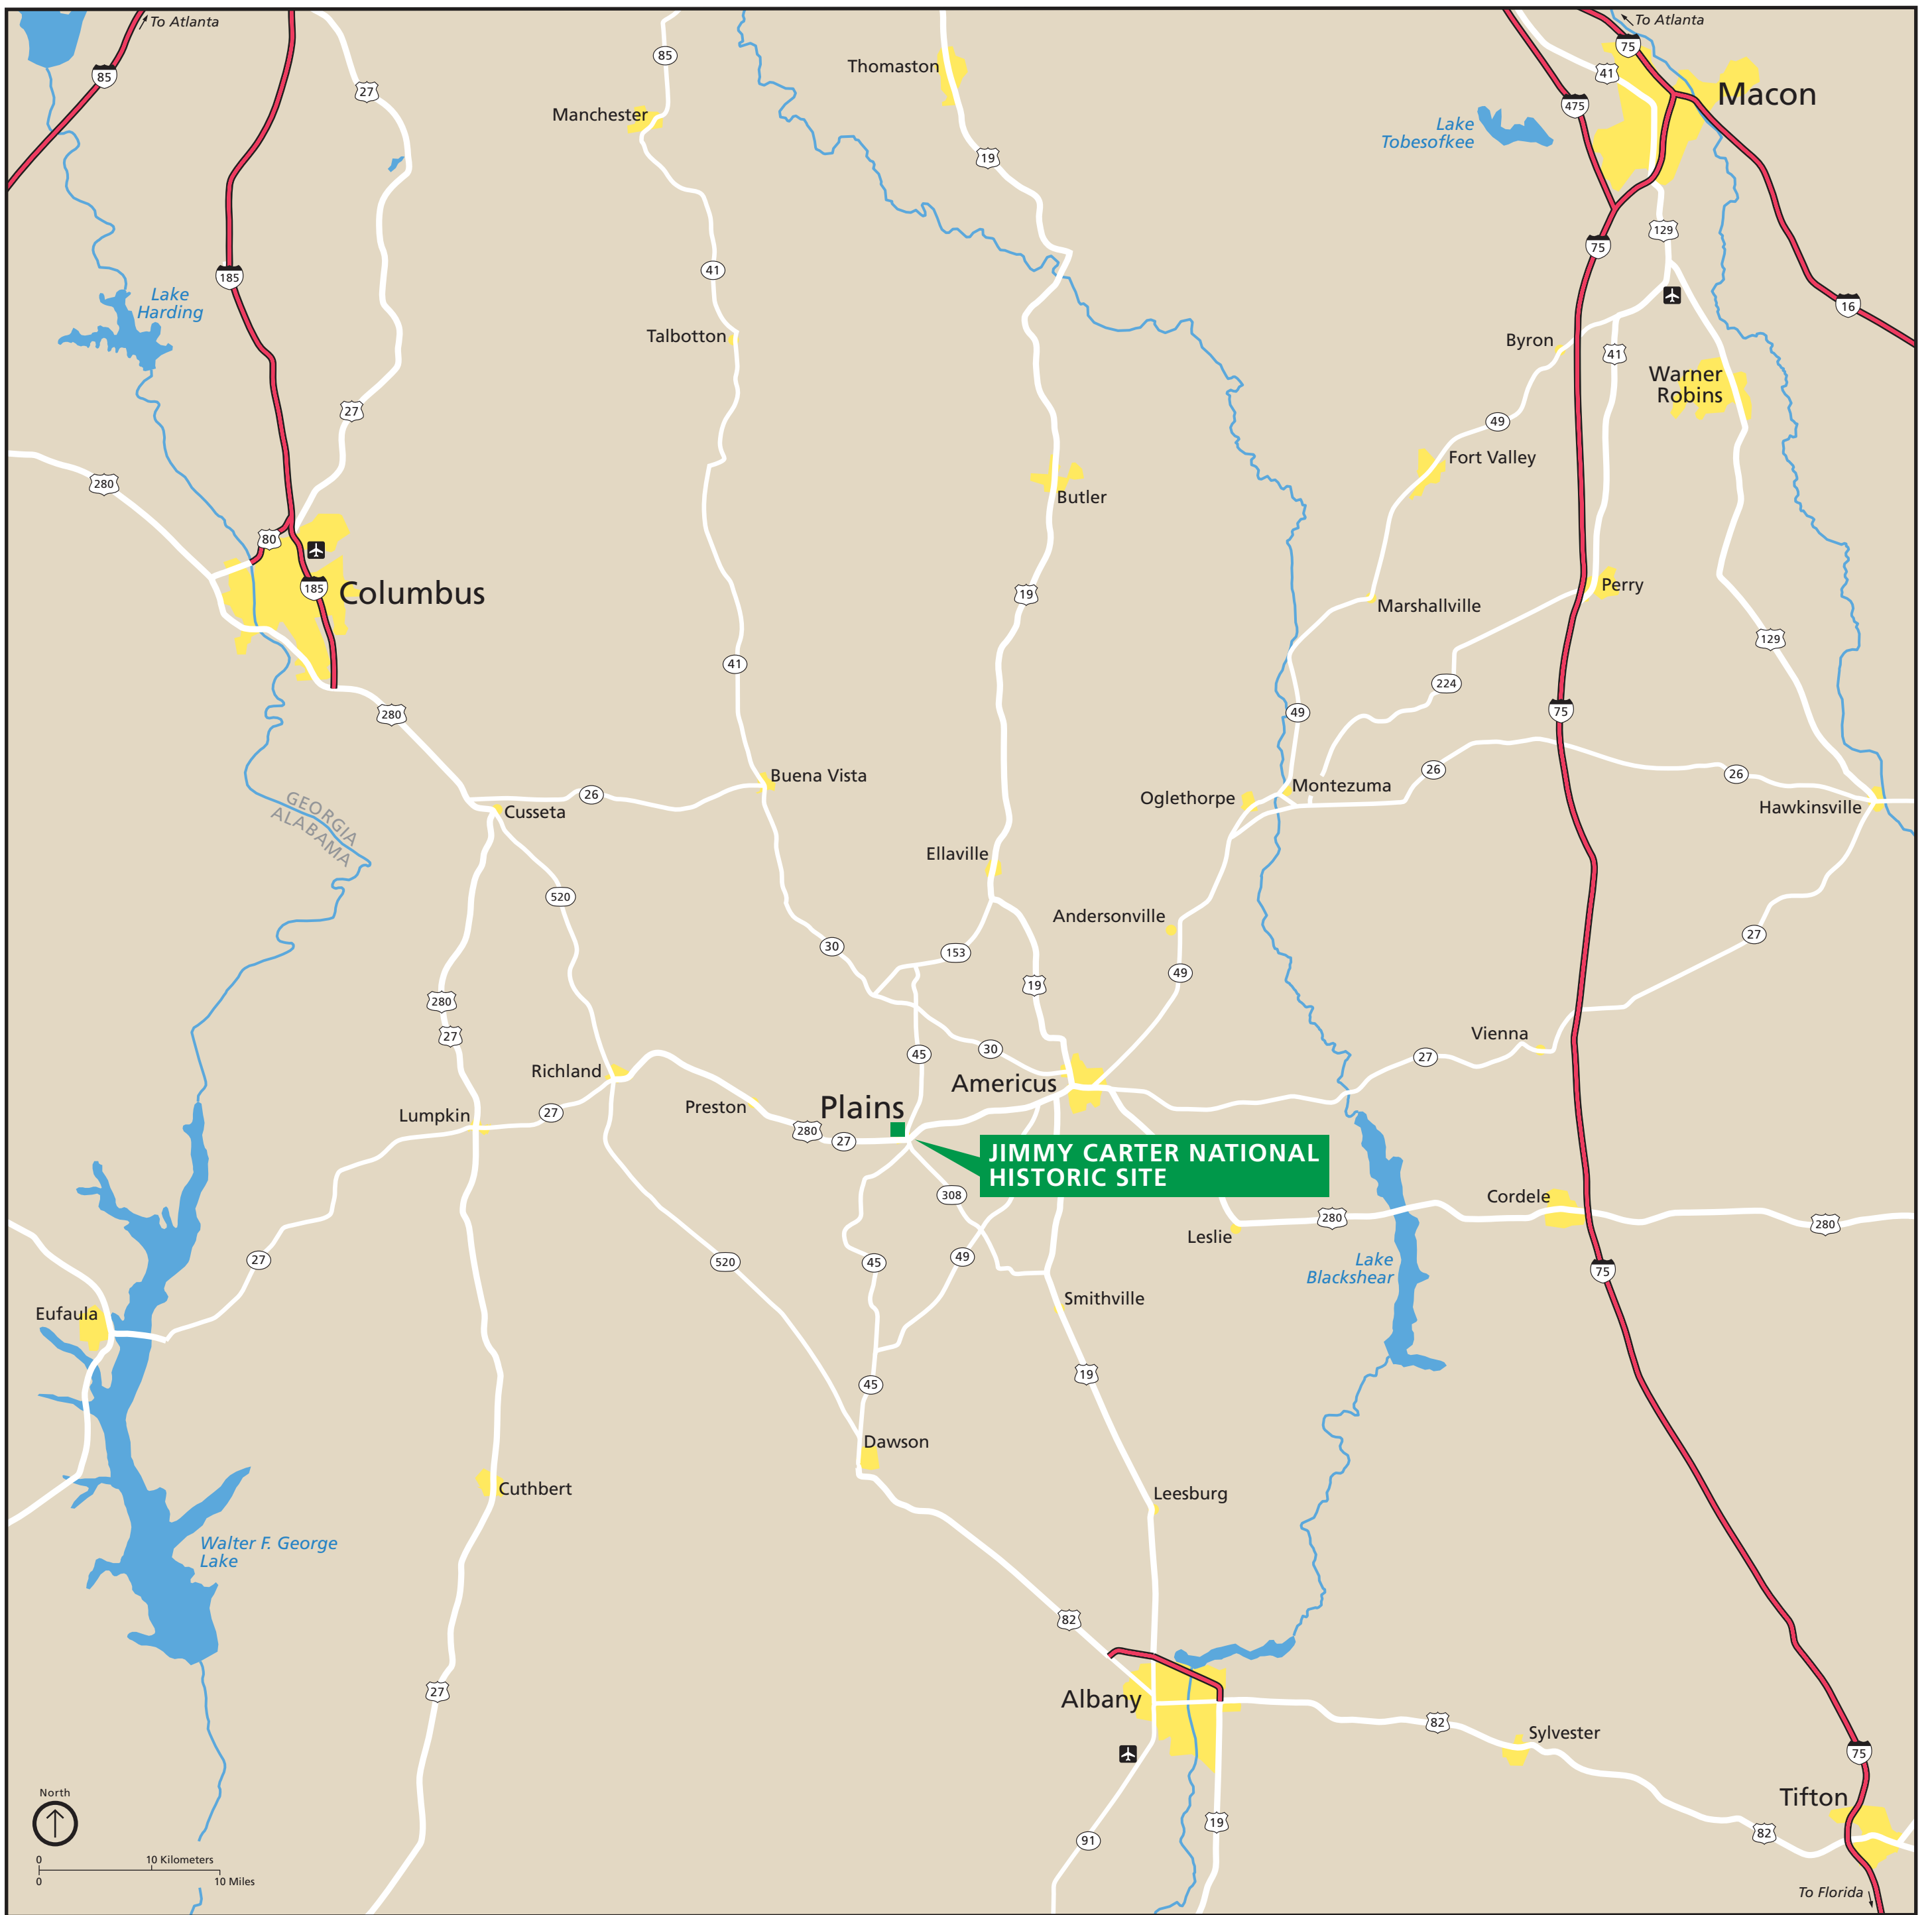 To Atlanta
To Atlanta
85
75
27
85
Thomaston
41
Macon
475
Manchester
Lake
Tobesofkee
19
129
75
41
185
Lake
Harding
16
Talbotton
Byron
41
Warner
Robins
27
49
Fort Valley
280
Butler
80
185
Columbus
19
Perry
Marshallville
129
41
224
280
49
75
26
26
Buena Vista
26
Montezuma
Oglethorpe
Cusseta
Hawkinsville
GEORGIA
ALABAMA
Ellaville
520
Andersonville
27
30
153
49
19
280
27
Vienna
30
45
27
Richland
Americus
Preston
Plains
27
Lumpkin
280
27
JIMMY CARTER NATIONAL
HISTORIC SITE
308
Cordele
280
280
Leslie
27
520
45
49
Lake
Blackshear
75
Smithville
Eufaula
19
45
Dawson
Cuthbert
Leesburg
Walter F. George
Lake
82
27
Albany
82
Sylvester
75
North
Tifton
19
82
91
0
10 Kilometers
0
10 Miles
To Florida